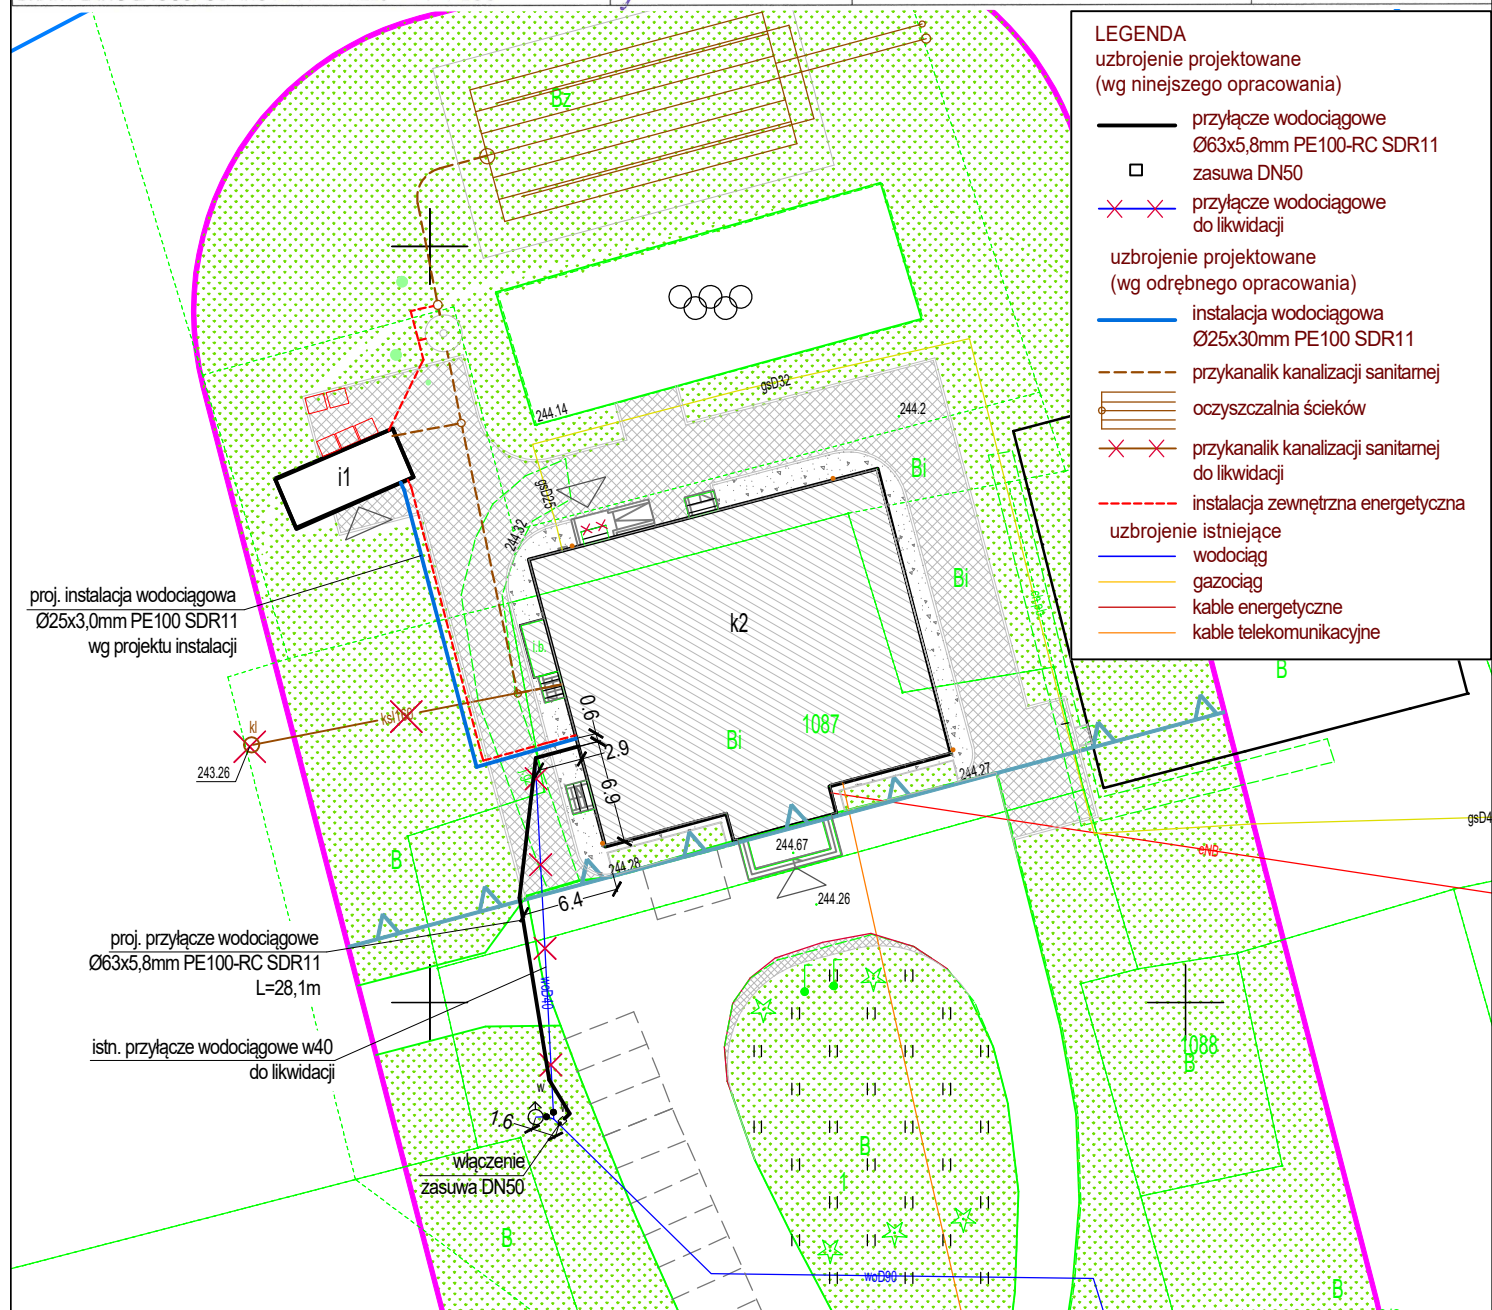 LEGENDA
uzbrojenie projektowane
(wg ninejszego opracowania)
przyłącze wodociągowe
Ø63x5,8mm PE100-RC SDR11
zasuwa DN50
przyłącze wodociągowe
do likwidacji
uzbrojenie projektowane
(wg odrębnego opracowania)
instalacja wodociągowa
Ø25x30mm PE100 SDR11
przykanalik kanalizacji sanitarnej
oczyszczalnia ścieków
przykanalik kanalizacji sanitarnej
do likwidacji
instalacja zewnętrzna energetyczna
uzbrojenie istniejące
wodociąg
gazociąg
kable energetyczne
kable telekomunikacyjne
Bz
gsD32
244.14
244.2
Bi
i1
gsD25
244.32
Bi
proj. instalacja wodociągowa
Ø25x3,0mm PE100 SDR11
wg projektu instalacji
k2
i.b.
B
ksl160
kl
243.26
0.6
2.9
6.9
1087
Bi
244.27
gsD4
eNB
244.67
244.28
244.26
B
6.4
proj. przyłącze wodociągowe
Ø63x5,8mm PE100-RC SDR11
L=28,1m
woD40
istn. przyłącze wodociągowe w40
do likwidacji
1088
B
w
1.6
włączenie
zasuwa DN50
B
1
B
woD90
B